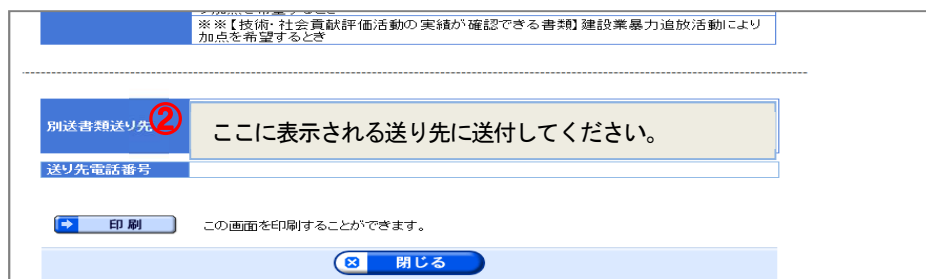 ※※【技術・社会貢献評価活動の実績が確認できる書類】建設業暴力追放活動により
加点を希望するとき
別送書類送り先
②
ここに表示される送り先に送付してください。
送り先電話番号
印刷
この画面を印刷することができます。
閉じる